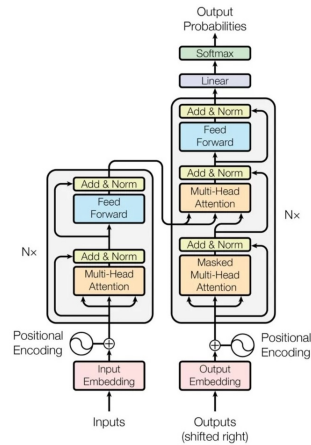 Output
Probabilities
Softmax
Linear
Add & Norm
Feed
Forward
Add & Norm
Multi-Head
Attention
Add & Norm
Masked
Multi-Head
Attention
N×
Add & Norm
Feed
Forward
N×
Add & Norm
Multi-Head
Attention
Positional
Encoding
Positional
Encoding
Input
Embedding
Output
Embedding
Inputs
Outputs
(shifted right)